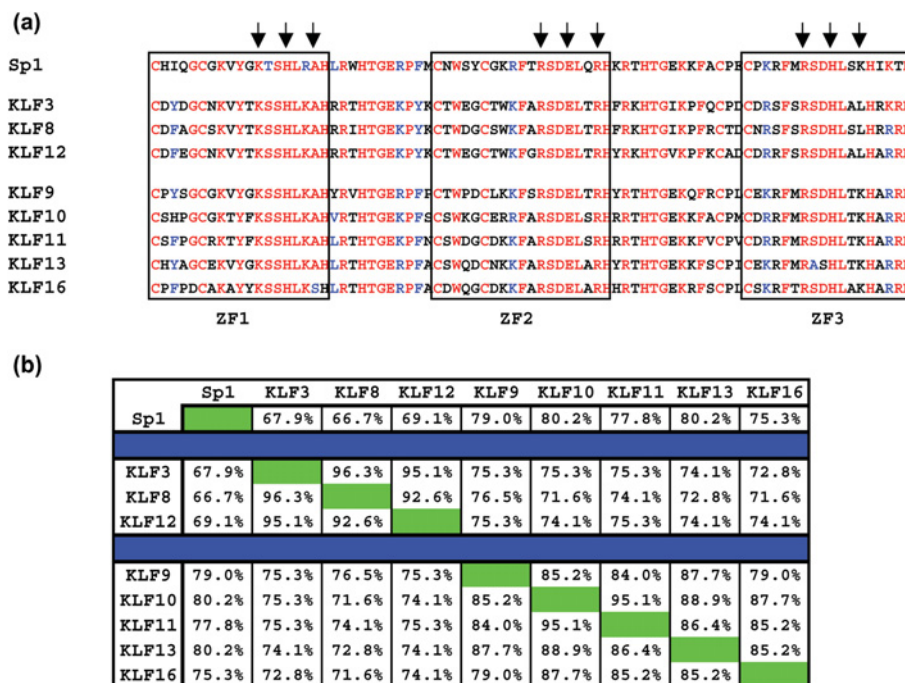 (a)
Sp1 CHIQGCGKVYGKTSHLRAHLRWHTGERPFMCNWSYCGKRFTRSDELQRHKRTHTGEKKFACPECPKRFMRSDHLSKHIKT
KLF3 CDYDGCNKVYTKSSHLKAHRRTHTGEKPYKCTWEGCTWKFARSDELTRHFRKHTGIKPFQCPDCDRSFSRSDHLALHRKR
KLF8 CDFAGCSKVYTKSSHLKAHRRIHTGEKPYKCTWDGCSWKFARSDELTRHFRKHTGIKPFRCTDCNRSFSRSDHLSLHRRR
KLF12 CDFEGCNKVYTKSSHLKAHRRTHTGEKPYKCTWEGCTWKFGRSDELTRHYRKHTGVKPFKCADCDRRFSRSDHLALHARR
KLF9 CPYSGCGKVYGKSSHLKAHYRVHTGERPFPCTWPDCLKKFSRSDELTRHYRTHTGEKQFRCPLCEKRFMRSDHLTKHARR
KLF10 CSHPGCGKTYFKSSHLKAHVRTHTGEKPFSCSWKGCERRFARSDELSRHRRTHTGEKKFACPMCDRRFMRSDHLTKHARR
KLF11 CSFPGCRKTYFKSSHLKAHLRTHTGEKPFNCSWDGCDKKFARSDELSRHRRTHTGEKKFVCPVCDRRFMRSDHLTKHARR
KLF13 CHYAGCEKVYGKSSHLKAHLRTHTGERPFACSWQDCNKKFARSDELARHYRTHTGEKKFSCPICEKRFMRASHLTKHARR
KLF16 CPFPDCAKAYYKSSHLKSHLRTHTGERPFACDWQGCDKKFARSDELARHHRTHTGEKRFSCPLCSKRFTRSDHLAKHARR
ZF1 ZF2 ZF3
(b)
Sp1 KLF3 KLF8 KLF12 KLF9 KLF10 KLF11 KLF13 KLF16
Sp1 67.9% 66.7% 69.1% 79.0% 80.2% 77.8% 80.2% 75.3%
KLF3 67.9% 96.3% 95.1% 75.3% 75.3% 75.3% 74.1% 72.8%
KLF8 66.7% 96.3% 92.6% 76.5% 71.6% 74.1% 72.8% 71.6%
KLF12 69.1% 95.1% 92.6% 75.3% 74.1% 75.3% 74.1% 74.1%
KLF9 79.0% 75.3% 76.5% 75.3% 85.2% 84.0% 87.7% 79.0%
KLF10 80.2% 75.3% 71.6% 74.1% 85.2% 95.1% 88.9% 87.7%
KLF11 77.8% 75.3% 74.1% 75.3% 84.0% 95.1% 86.4% 85.2%
KLF13 80.2% 74.1% 72.8% 74.1% 87.7% 88.9% 86.4% 85.2%
KLF16 75.3% 72.8% 71.6% 74.1% 79.0% 87.7% 85.2% 85.2%